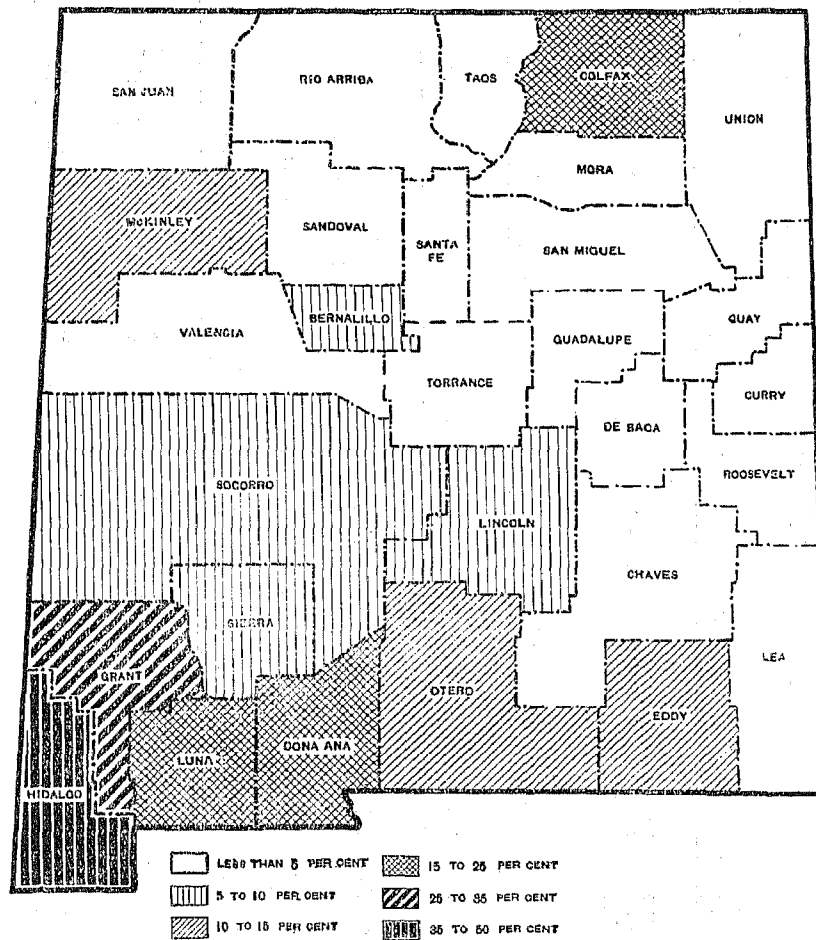 SAN JUAN
RIO ARRIBA
TAOS
COLFAX
UNION
MORA
McKINLEY
SANDOVAL
SANTA
FE
SAN MIGUEL
BERNALILLO
VALENCIA
GUADALUPE
QUAY
TORRANCE
CURRY
DE BACA
ROOSEVELT
SOCORRO
LINCOLN
CHAVES
SIERRA
LEA
GRANT
OTERO
EDDY
LUNA
DONA ANA
HIDALGO
LESS THAN 5 PER CENT
5 TO 10 PER CENT
10 TO 15 PER CENT
15 TO 25 PER CENT
25 TO 35 PER CENT
35 TO 50 PER CENT